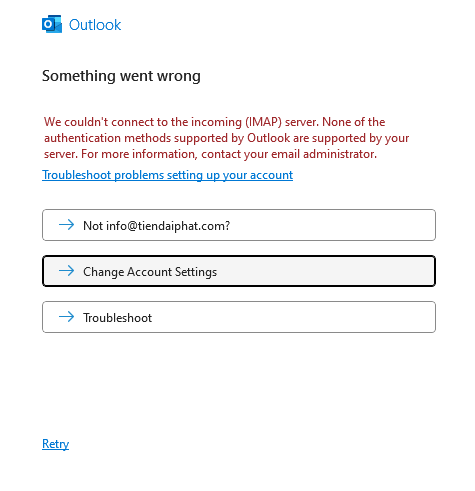 Outlook
Something went wrong
We couldn't connect to the incoming (IMAP) server. None of the
authentication methods supported by Outlook are supported by your
server. For more information, contact your email administrator.
Troubleshoot problems setting up your account
Not info@tiendaiphat.com?
Change Account Settings
Troubleshoot
Retry